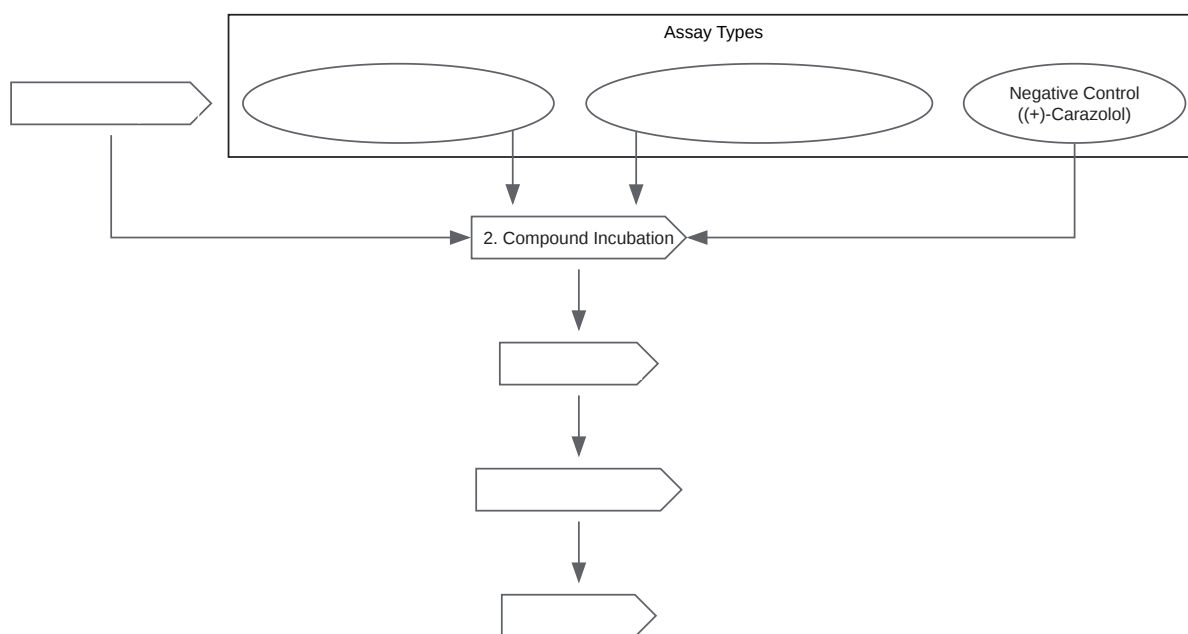 Assay Types
Negative Control
((+)-Carazolol)
2. Compound Incubation